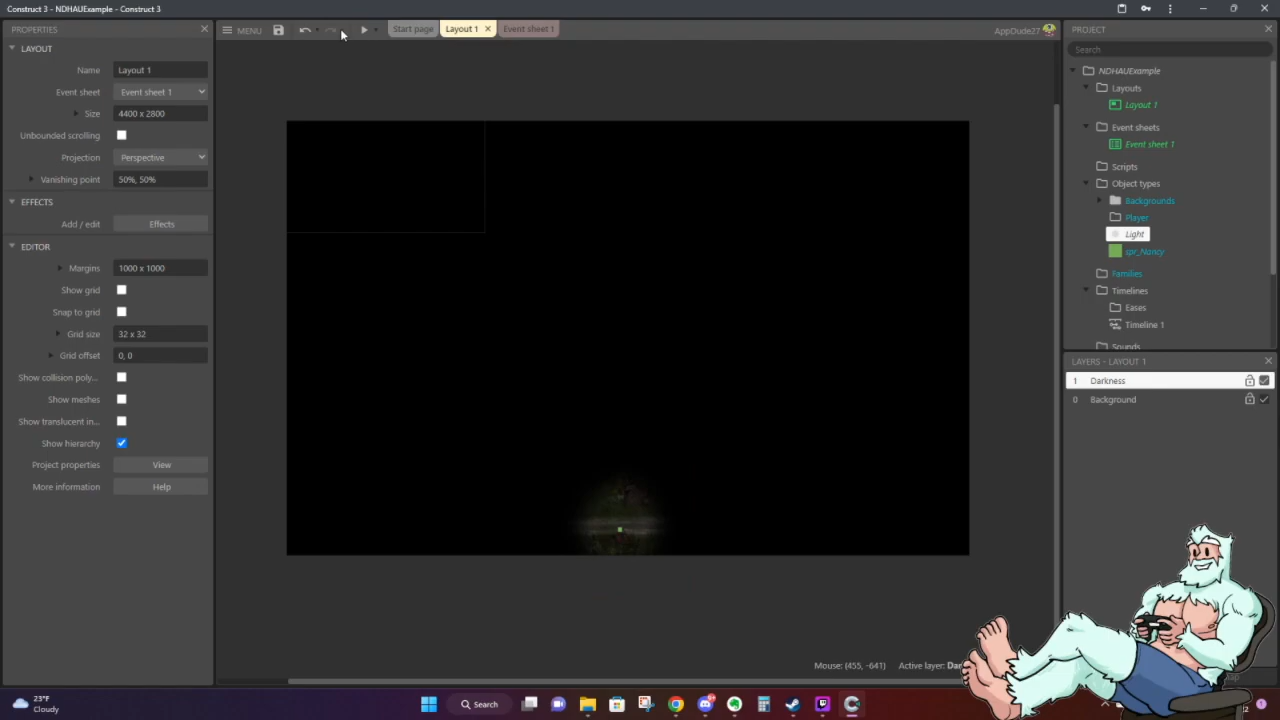 Construct 3 - NDHAUExample - Construct 3
PROPERTIES
MENU
Start page
Layout 1
Event sheet 1
AppDude27
PROJECT
LAYOUT
Name Layout 1
Event sheet Event sheet 1
Size 4400 x 2800
Unbounded scrolling
Projection Perspective
Vanishing point 50%, 50%
EFFECTS
Add / edit Effects
EDITOR
Margins 1000 x 1000
Show grid
Snap to grid
Grid size 32 x 32
Grid offset 0, 0
Show collision poly...
Show meshes
Show translucent in...
Show hierarchy
Project properties View
More information Help
Search
NDHAUExample
Layouts
Layout 1
Event sheets
Event sheet 1
Scripts
Object types
Backgrounds
Player
Light
spr_Nancy
Families
Timelines
Eases
Timeline 1
Sounds
LAYERS - LAYOUT 1
1 Darkness
0 Background
Mouse: (455, -641) Active layer: Dar
23°F
Cloudy
Search